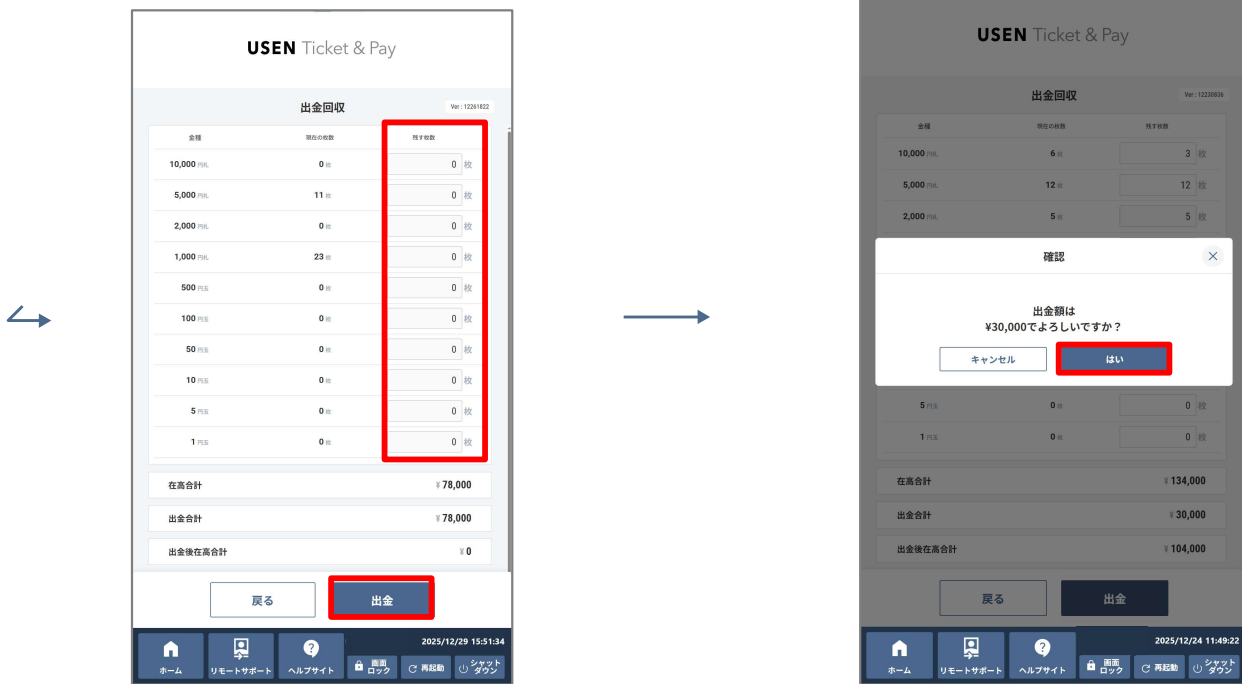 USEN Ticket & Pay
出金回収
Ver : 12261822
金種 現在の枚数 残す枚数
10,000 円札 0 枚 0 枚
5,000 円札 11 枚 0 枚
2,000 円札 0 枚 0 枚
1,000 円札 23 枚 0 枚
500 円玉 0 枚 0 枚
100 円玉 0 枚 0 枚
50 円玉 0 枚 0 枚
10 円玉 0 枚 0 枚
5 円玉 0 枚 0 枚
1 円玉 0 枚 0 枚
在高合計 ¥ 78,000
出金合計 ¥ 78,000
出金後在高合計 ¥ 0
戻る 出金
2025/12/29 15:51:34
ホーム リモートサポート ヘルプサイト 画面ロック 再起動 シャットダウン
USEN Ticket & Pay
出金回収
Ver : 12230836
金種 現在の枚数 残す枚数
10,000 円札 6 枚 3 枚
5,000 円札 12 枚 12 枚
2,000 円札 5 枚 5 枚
確認
出金額は
¥30,000でよろしいですか？
キャンセル はい
5 円玉 0 枚 0 枚
1 円玉 0 枚 0 枚
在高合計 ¥ 134,000
出金合計 ¥ 30,000
出金後在高合計 ¥ 104,000
戻る 出金
2025/12/24 11:49:22
ホーム リモートサポート ヘルプサイト 画面ロック 再起動 シャットダウン